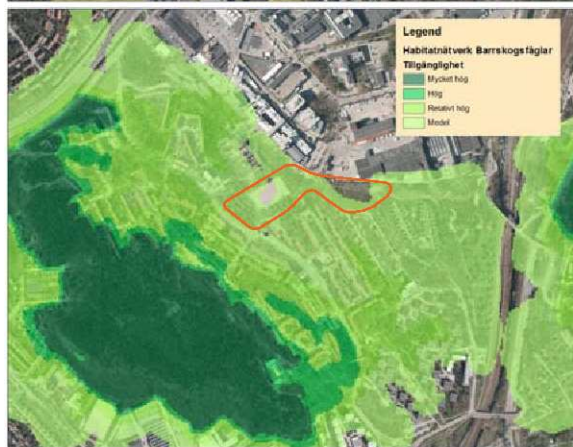 Legend
Habitatnätverk Barrskogsfåglar
Tillgänglighet
Mycket hög
Hög
Relativt hög
Medel